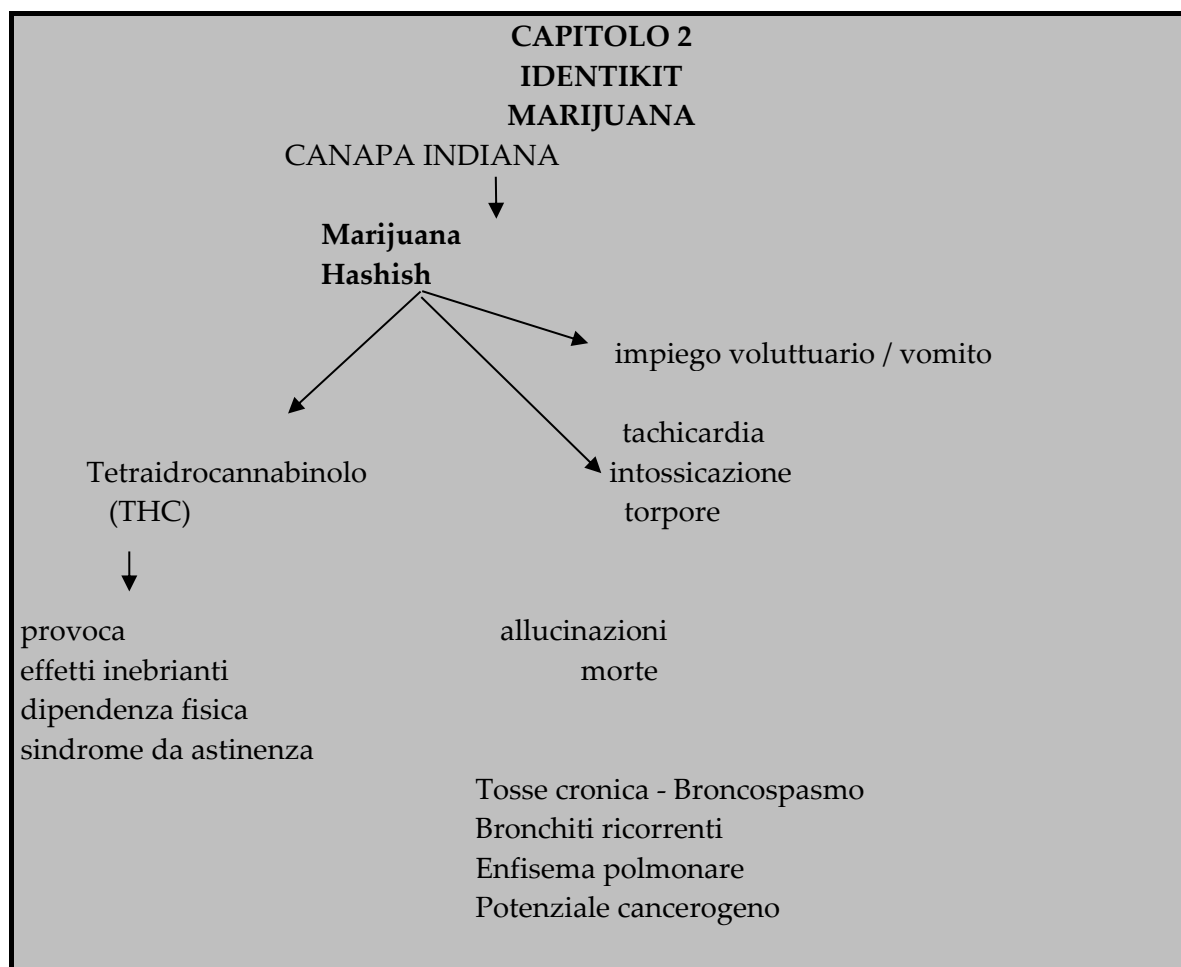 CAPITOLO 2
IDENTIKIT
MARIJUANA
CANAPA INDIANA
Marijuana
Hashish
impiego voluttuario / vomito
tachicardia
Tetraidrocannabinolo
(THC)
intossicazione
torpore
provoca
effetti inebrianti
dipendenza fisica
sindrome da astinenza
allucinazioni
morte
Tosse cronica - Broncospasmo
Bronchiti ricorrenti
Enfisema polmonare
Potenziale cancerogeno